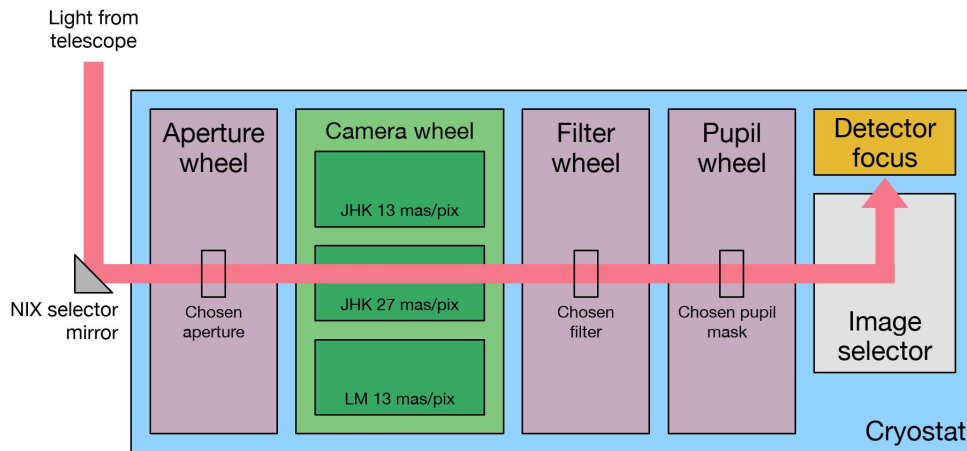 Light from
telescope
Aperture
wheel
Camera wheel
Filter
wheel
Pupil
wheel
Detector
focus
JHK 13 mas/pix
JHK 27 mas/pix
LM 13 mas/pix
NIX selector
mirror
Chosen
aperture
Chosen
filter
Chosen pupil
mask
Image
selector
Cryostat